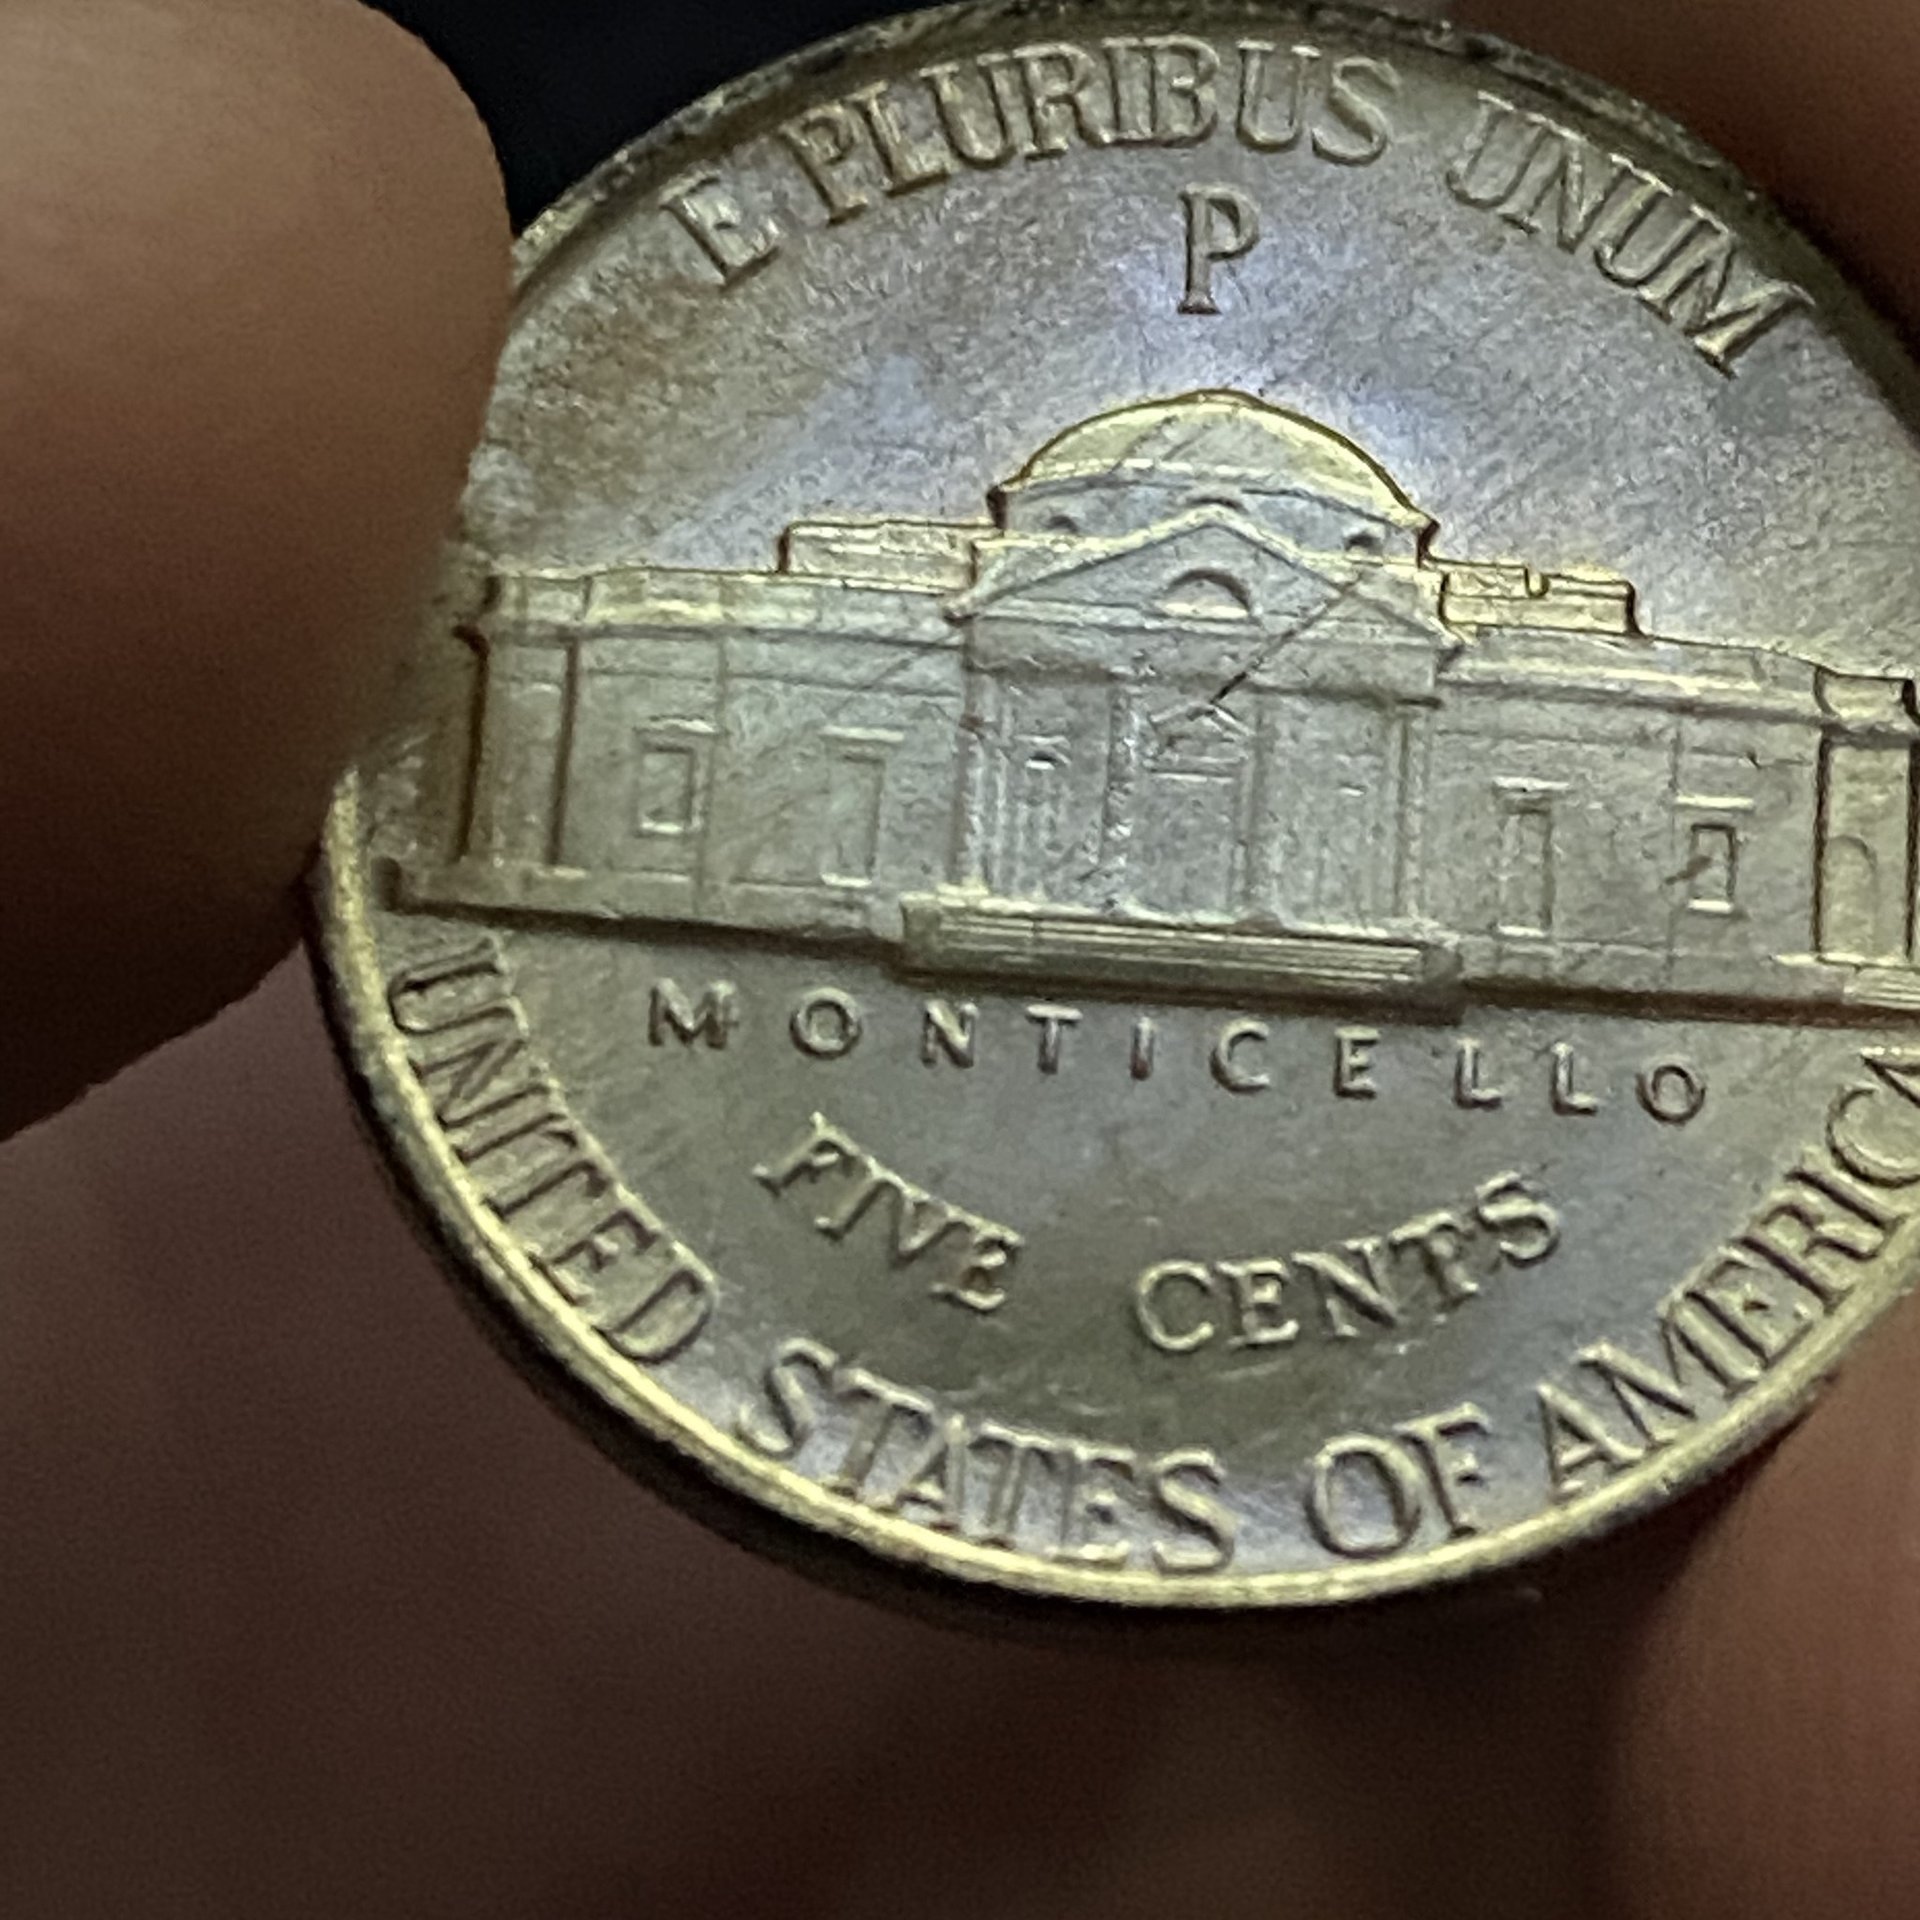 E PLURIBUS UNUM
P
MONTICELLO
FIVE CENTS
UNITED STATES OF AMERICA